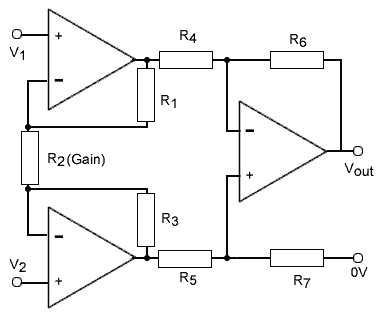 V1
+
−
R4
R6
R1
R2(Gain)
−
+
Vout
R3
V2
−
+
R5
R7
0V